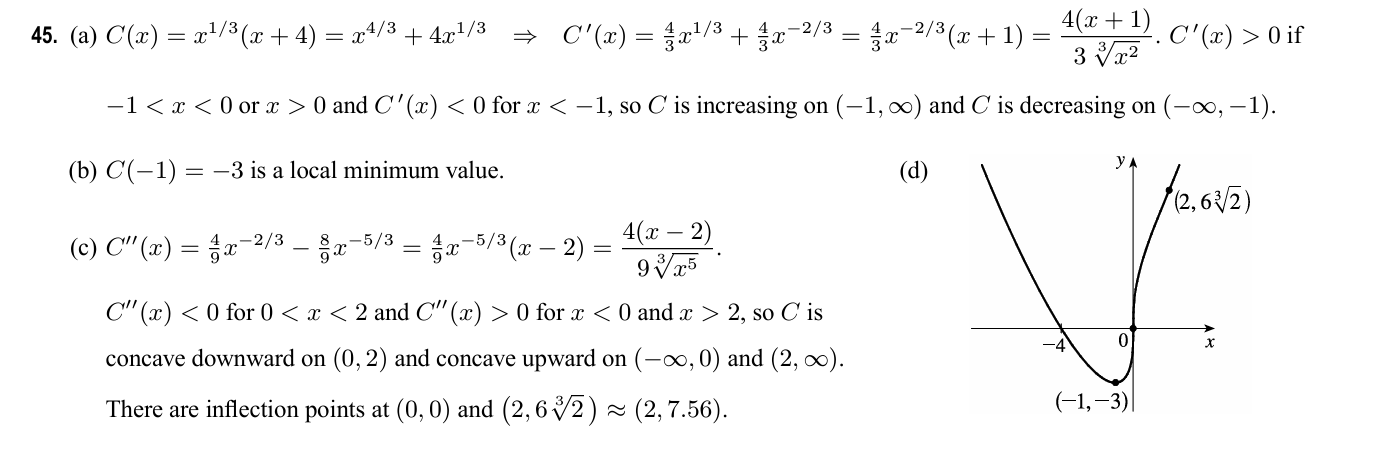 45. (a) C(x) = x^{1/3}(x + 4) = x^{4/3} + 4x^{1/3} ⇒ C′(x) = 4/3 x^{1/3} + 4/3 x^{−2/3} = 4/3 x^{−2/3}(x + 1) = 4(x + 1)/(3 ∛x²). C′(x) > 0 if
−1 < x < 0 or x > 0 and C′(x) < 0 for x < −1, so C is increasing on (−1, ∞) and C is decreasing on (−∞, −1).
(b) C(−1) = −3 is a local minimum value.
(c) C″(x) = 4/9 x^{−2/3} − 8/9 x^{−5/3} = 4/9 x^{−5/3}(x − 2) = 4(x − 2)/(9 ∛x⁵).
C″(x) < 0 for 0 < x < 2 and C″(x) > 0 for x < 0 and x > 2, so C is
concave downward on (0, 2) and concave upward on (−∞, 0) and (2, ∞).
There are inflection points at (0, 0) and (2, 6 ∛2) ≈ (2, 7.56).
(d)
y
(2, 6∛2)
−4
0
x
(−1, −3)